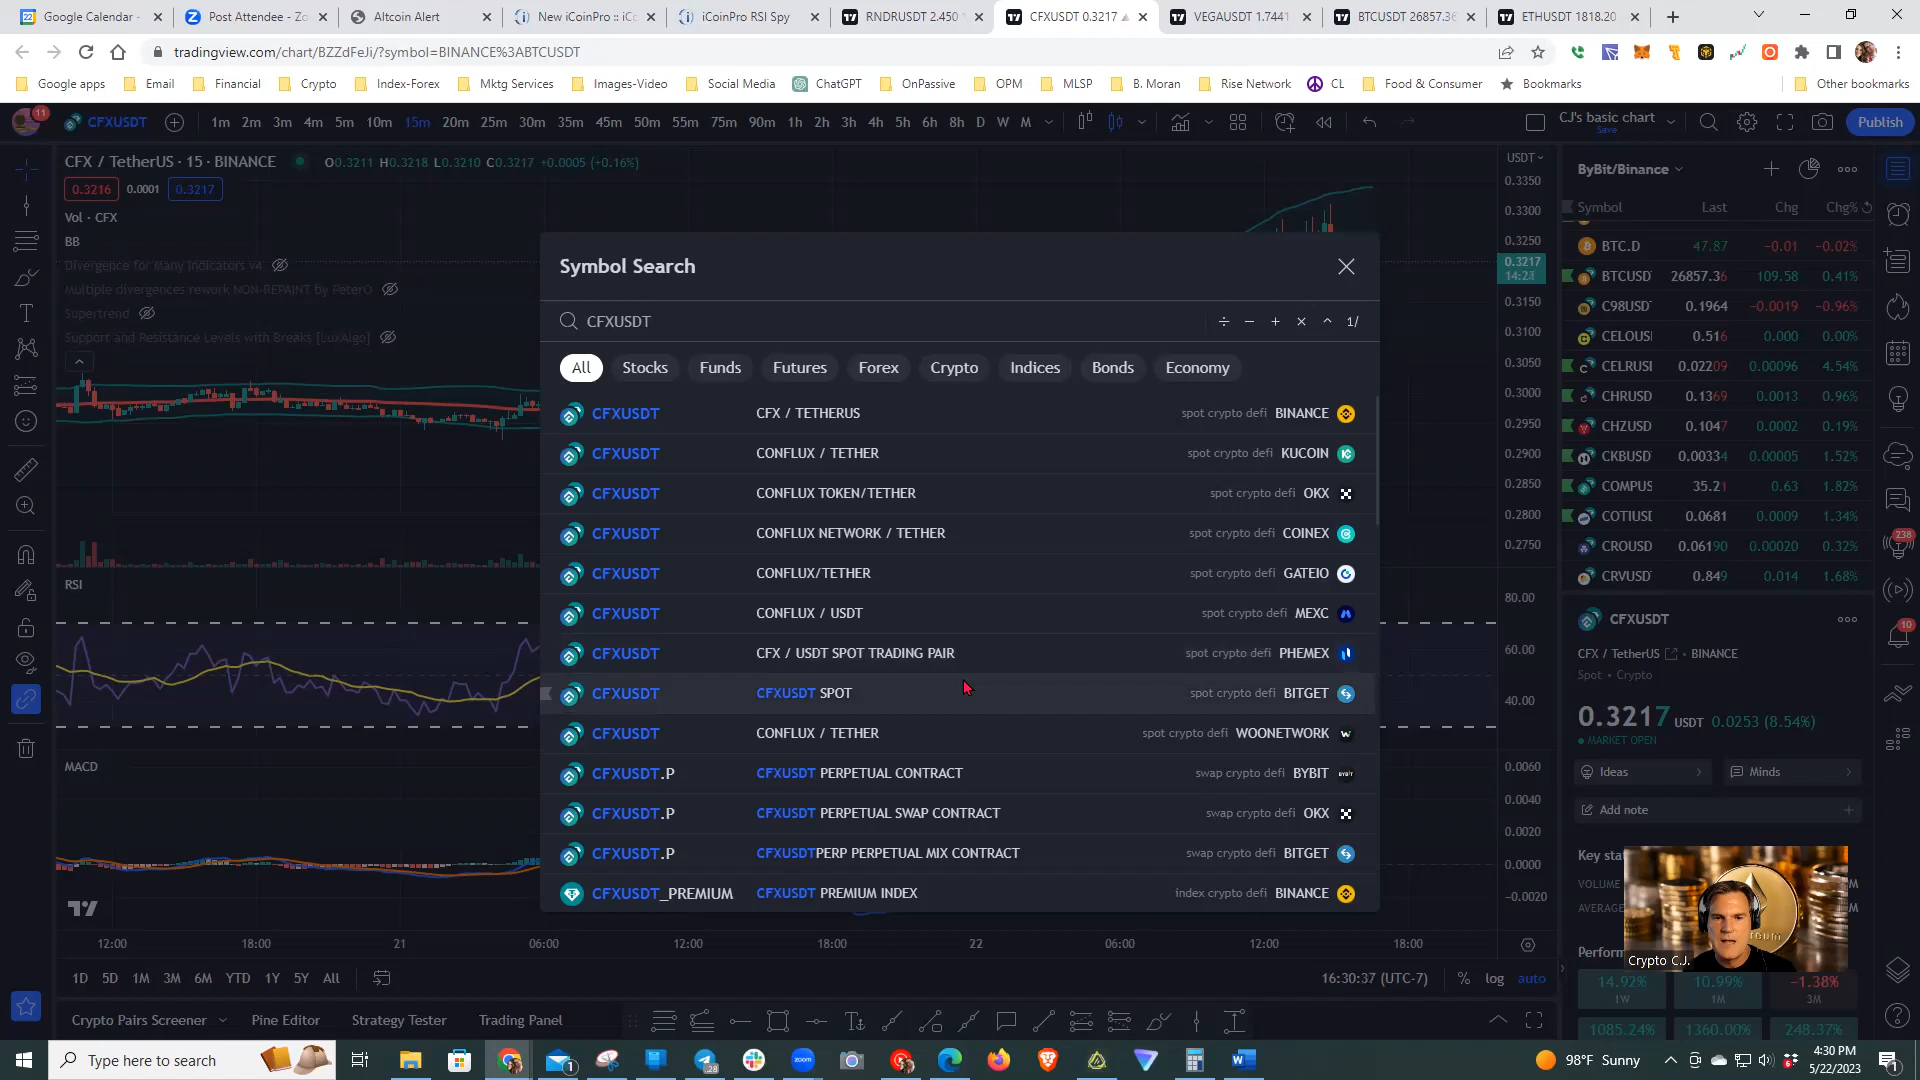 Google Calendar -
Post Attendee - Zo
Altcoin Alert
New iCoinPro :: iCo
iCoinPro RSI Spy
RNDRUSDT 2.450
CFXUSDT 0.3217
VEGAUSDT 1.7441
BTCUSDT 26857.36
ETHUSDT 1818.20
tradingview.com/chart/BZZdFeJi/?symbol=BINANCE%3ABTCUSDT
Google apps
Email
Financial
Crypto
Index-Forex
Mktg Services
Images-Video
Social Media
ChatGPT
OnPassive
OPM
MLSP
B. Moran
Rise Network
CL
Food & Consumer
Bookmarks
Other bookmarks
11
CFXUSDT
1m 2m 3m 4m 5m 10m 15m 20m 25m 30m 35m 45m 50m 55m 75m 90m 1h 2h 3h 4h 5h 6h 8h D W M
CJ's basic chart
Save
Publish
CFX / TetherUS · 15 · BINANCE
O0.3211 H0.3218 L0.3210 C0.3217 +0.0005 (+0.16%)
0.3216 0.0001 0.3217
Vol · CFX
BB
Divergence for Many Indicators v4
Multiple divergences rework NON-REPAINT by PeterO
Supertrend
Support and Resistance Levels with Breaks [LuxAlgo]
RSI
MACD
Symbol Search
CFXUSDT
1/
All Stocks Funds Futures Forex Crypto Indices Bonds Economy
CFXUSDT CFX / TETHERUS spot crypto defi BINANCE
CFXUSDT CONFLUX / TETHER spot crypto defi KUCOIN
CFXUSDT CONFLUX TOKEN/TETHER spot crypto defi OKX
CFXUSDT CONFLUX NETWORK / TETHER spot crypto defi COINEX
CFXUSDT CONFLUX/TETHER spot crypto defi GATEIO
CFXUSDT CONFLUX / USDT spot crypto defi MEXC
CFXUSDT CFX / USDT SPOT TRADING PAIR spot crypto defi PHEMEX
CFXUSDT CFXUSDT SPOT spot crypto defi BITGET
CFXUSDT CONFLUX / TETHER spot crypto defi WOONETWORK
CFXUSDT.P CFXUSDT PERPETUAL CONTRACT swap crypto defi BYBIT
CFXUSDT.P CFXUSDT PERPETUAL SWAP CONTRACT swap crypto defi OKX
CFXUSDT.P CFXUSDTPERP PERPETUAL MIX CONTRACT swap crypto defi BITGET
CFXUSDT_PREMIUM CFXUSDT PREMIUM INDEX index crypto defi BINANCE
USDT
0.3350
0.3300
0.3250
0.3217
14:23
0.3150
0.3100
0.3050
0.3000
0.2950
0.2900
0.2850
0.2800
0.2750
80.00
60.00
40.00
0.0060
0.0040
0.0020
0.0000
-0.0020
12:00 18:00 21 06:00 12:00 18:00 22 06:00 12:00 18:00
1D 5D 1M 3M 6M YTD 1Y 5Y All
16:30:37 (UTC-7) % log auto
Crypto Pairs Screener Pine Editor Strategy Tester Trading Panel
ByBit/Binance
Symbol Last Chg Chg%
BTC.D 47.87 -0.01 -0.02%
BTCUSD 26857.36 109.58 0.41%
C98USD 0.1964 -0.0019 -0.96%
CELOUS 0.516 0.000 0.00%
CELRUS 0.02209 0.00096 4.54%
CHRUSD 0.1369 0.0013 0.96%
CHZUSD 0.1047 0.0002 0.19%
CKBUSD 0.00334 0.00005 1.52%
COMPUS 35.21 0.63 1.82%
COTIUS 0.0681 0.0009 1.34%
CROUSD 0.06190 0.00020 0.32%
CRVUSD 0.849 0.014 1.68%
CFXUSDT
CFX / TetherUS · BINANCE
Spot · Crypto
0.3217 USDT 0.0253 (8.54%)
MARKET OPEN
Ideas
Minds
Add note
Key sta
VOLUME M
AVERAG M
Perform
Crypto C.J.
14.92% 10.99% -1.38%
1W 1M 3M
1085.24% 1360.00% 248.37%
238
10
Type here to search
1
28
98°F Sunny
4:30 PM
5/22/2023